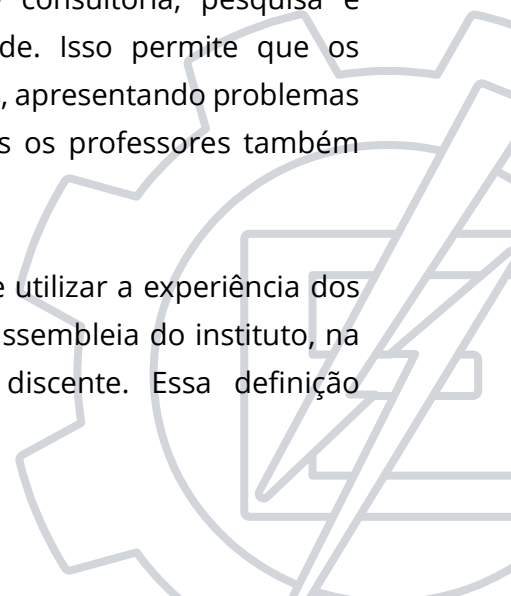 consultoria, pesquisa e
de. Isso permite que os
, apresentando problemas
s os professores também
e utilizar a experiência dos
ssembleia do instituto, na
discente. Essa definição